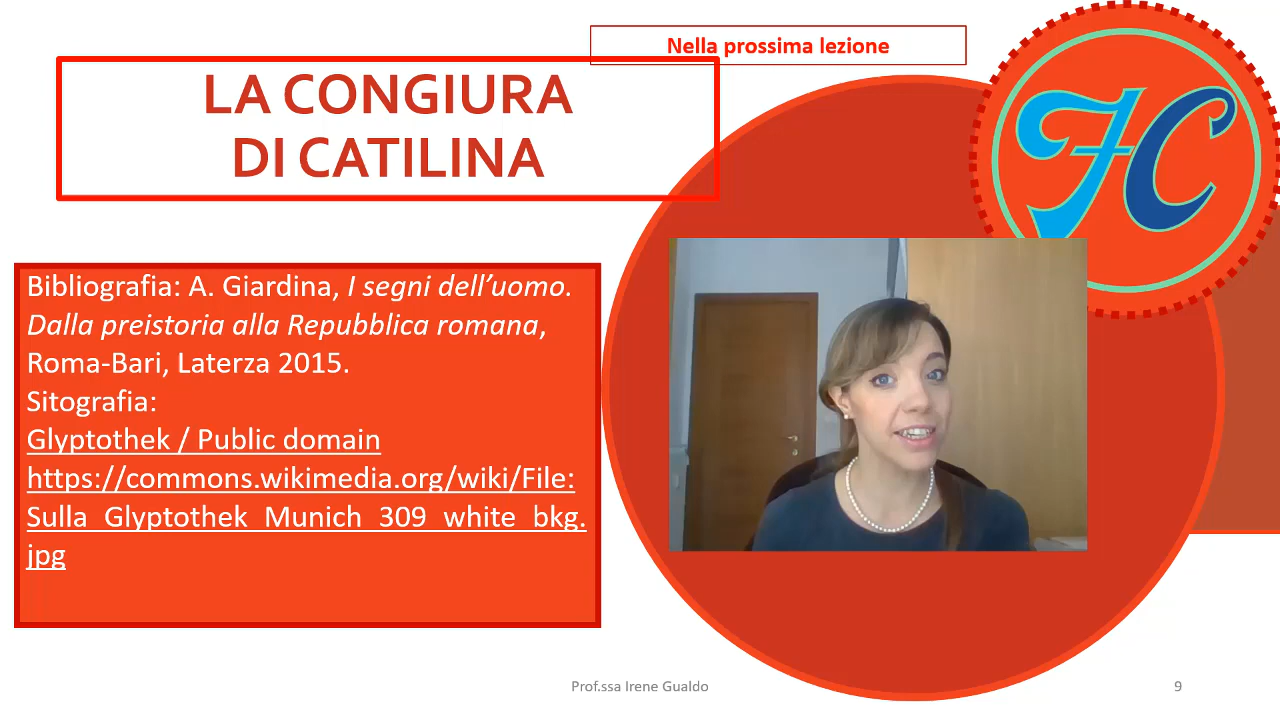 Nella prossima lezione
LA CONGIURA
DI CATILINA
Bibliografia: A. Giardina, I segni dell’uomo.
Dalla preistoria alla Repubblica romana,
Roma-Bari, Laterza 2015.
Sitografia:
Glyptothek / Public domain
https://commons.wikimedia.org/wiki/File:
Sulla_Glyptothek_Munich_309_white_bkg.
jpg
FC
Prof.ssa Irene Gualdo
9